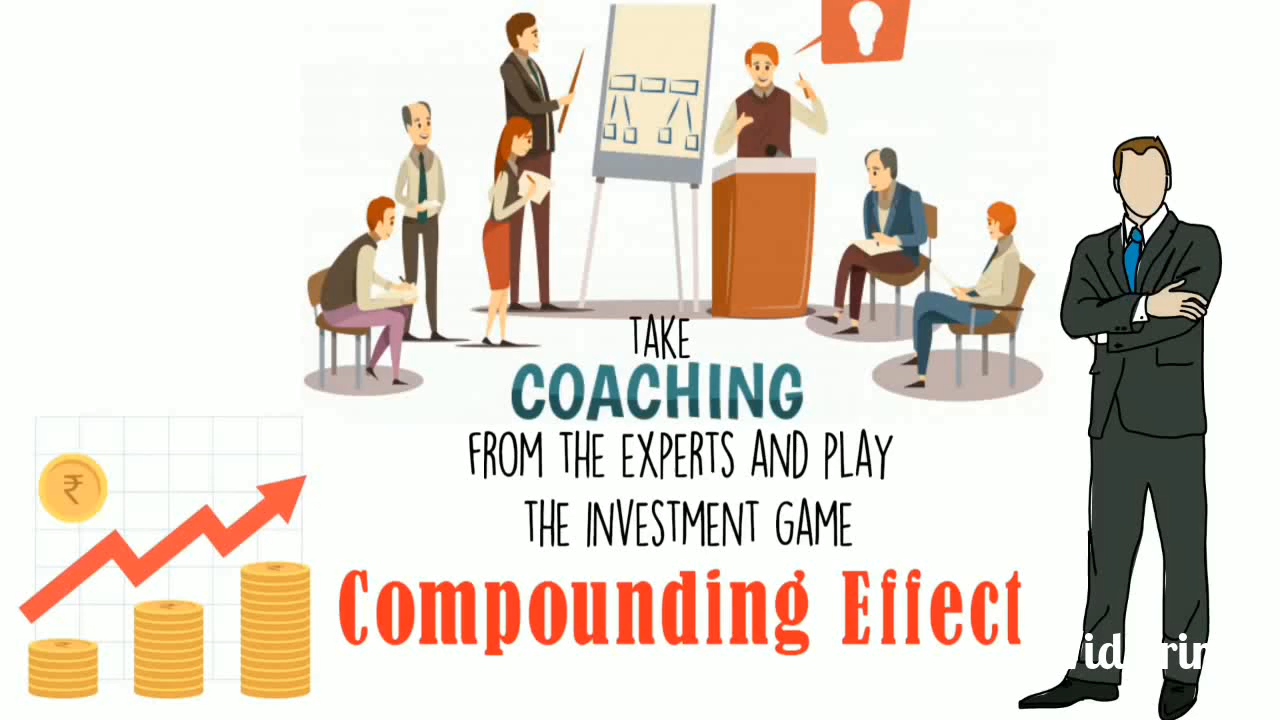 TAKE
COACHING
FROM THE EXPERTS AND PLAY
THE INVESTMENT GAME
Compounding Effect
₹